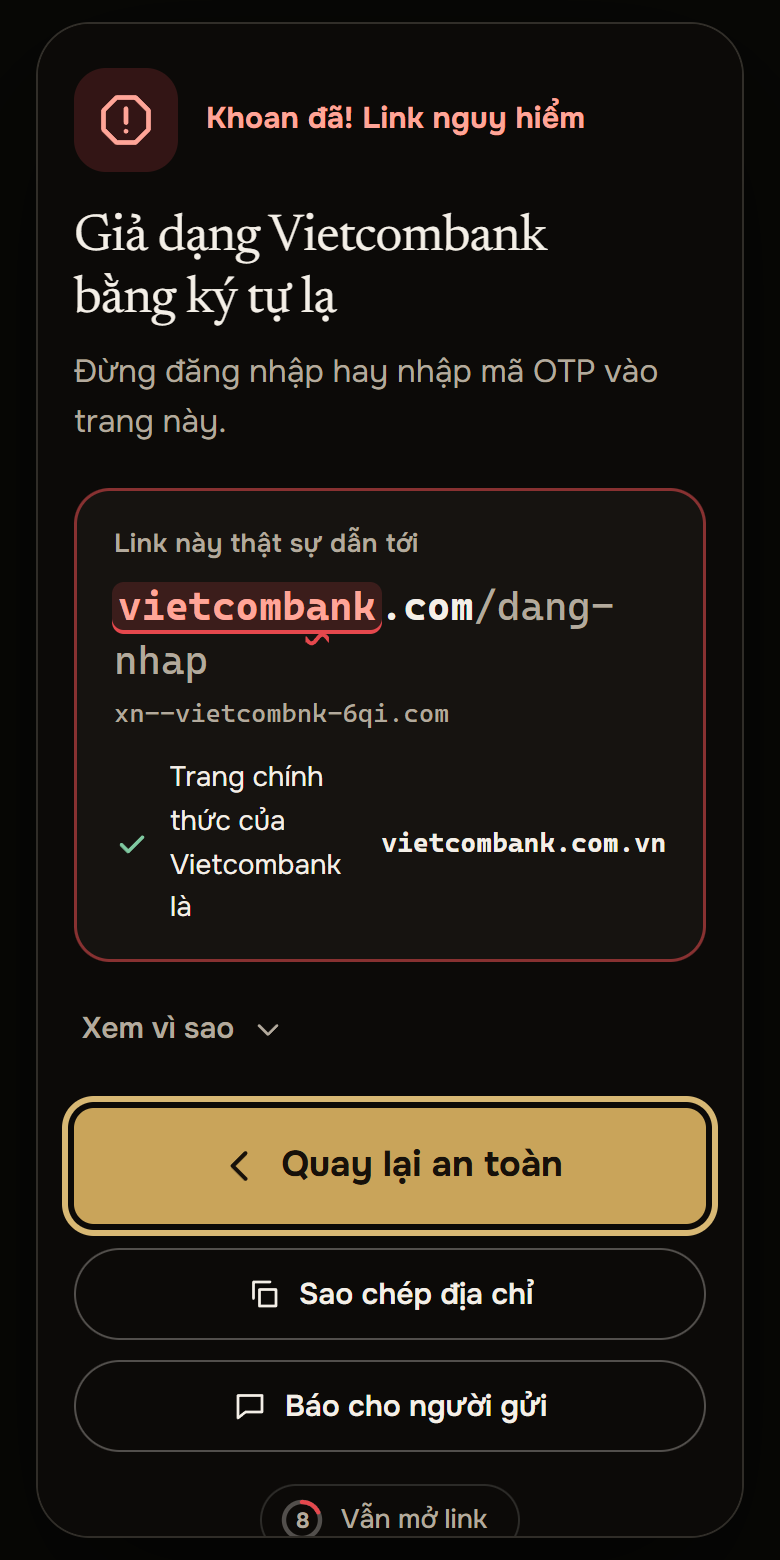 Khoan đã! Link nguy hiểm
Giả dạng Vietcombank
bằng ký tự lạ
Đừng đăng nhập hay nhập mã OTP vào
trang này.
Link này thật sự dẫn tới
vietcombаnk.com/dang-
nhap
xn--vietcombnk-6qi.com
Trang chính
thức của
Vietcombank
là
vietcombank.com.vn
Xem vì sao
Quay lại an toàn
Sao chép địa chỉ
Báo cho người gửi
8 Vẫn mở link